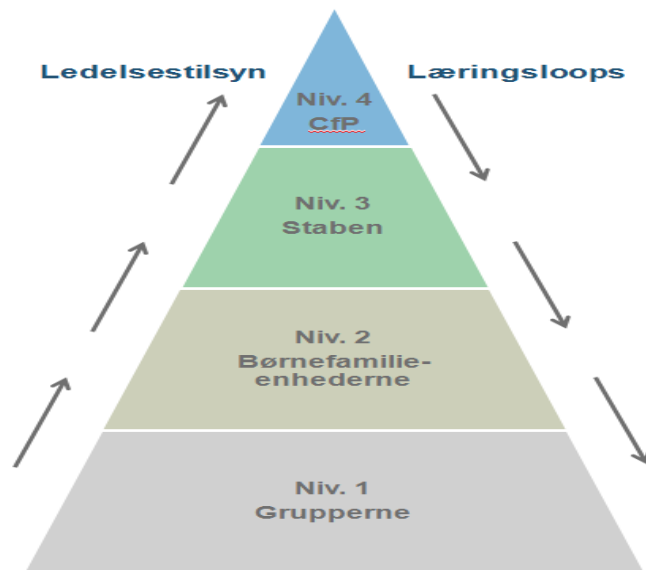 Ledelsestilsyn
Læringsloops
Niv. 4
CfP
Niv. 3
Staben
Niv. 2
Børnefamilie-
enhederne
Niv. 1
Grupperne